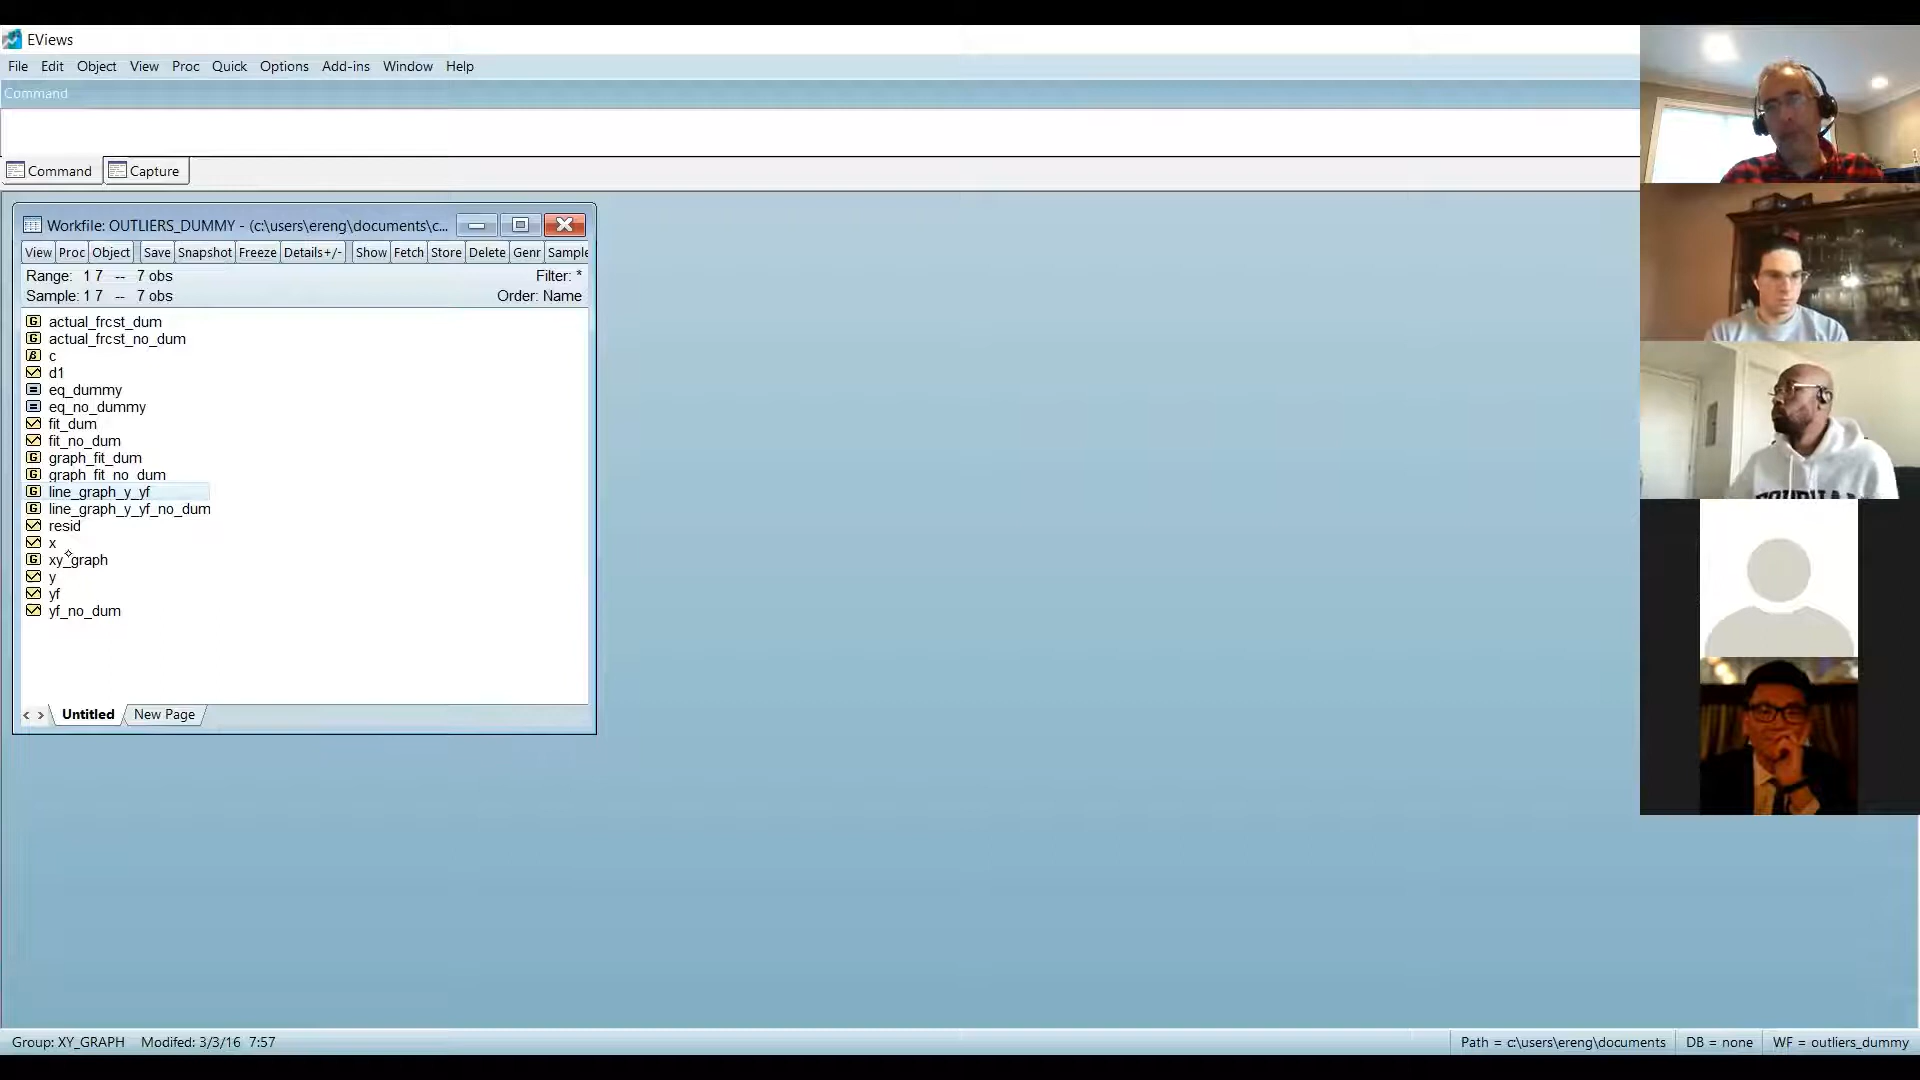 EViews
File Edit Object View Proc Quick Options Add-ins Window Help
Command
Command Capture
Workfile: OUTLIERS_DUMMY - (c:\users\ereng\documents\c...
View Proc Object Save Snapshot Freeze Details+/- Show Fetch Store Delete Genr Sample
Range: 1 7 -- 7 obs Filter: *
Sample: 1 7 -- 7 obs Order: Name
actual_frcst_dum
actual_frcst_no_dum
c
d1
eq_dummy
eq_no_dummy
fit_dum
fit_no_dum
graph_fit_dum
graph_fit_no_dum
line_graph_y_yf
line_graph_y_yf_no_dum
resid
x
xy_graph
y
yf
yf_no_dum
Untitled New Page
Group: XY_GRAPH Modifed: 3/3/16 7:57 Path = c:\users\ereng\documents DB = none WF = outliers_dummy